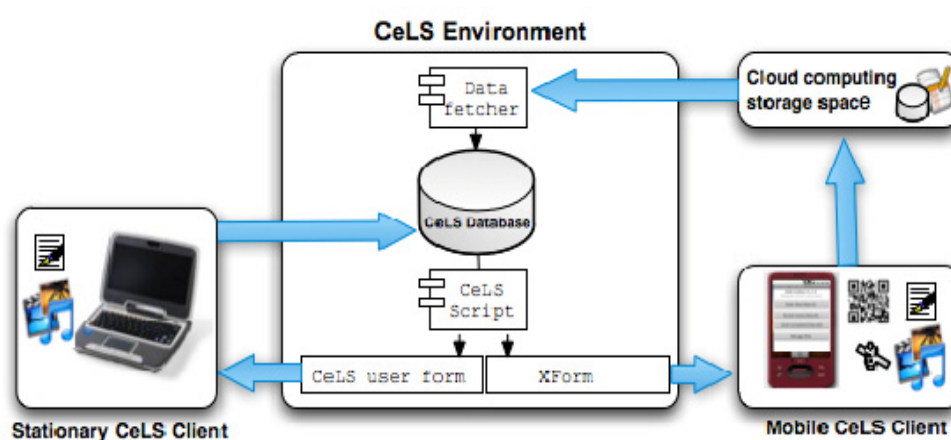 CeLS Environment
Data
fetcher
Cloud computing
storage space
CeLS Database
CeLS
Script
CeLS user form
XForm
Stationary CeLS Client
Mobile CeLS Client